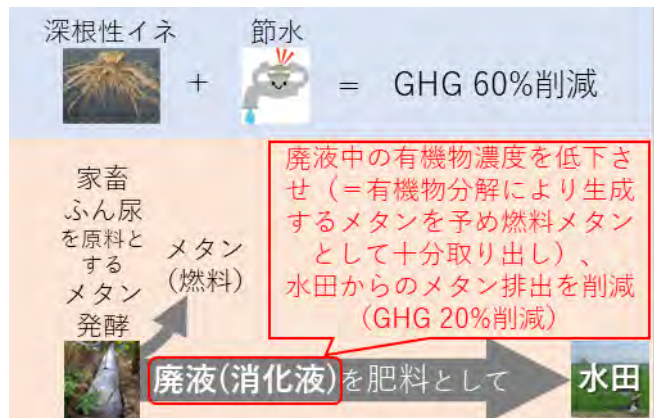 深根性イネ 節水
+ = GHG 60%削減
家畜
ふん尿
を原料と
する
メタン
発酵
メタン
(燃料)
廃液中の有機物濃度を低下さ
せ（=有機物分解により生成
するメタンを予め燃料メタン
として十分取り出し）、
水田からのメタン排出を削減
（GHG 20%削減）
廃液(消化液)を肥料として 水田